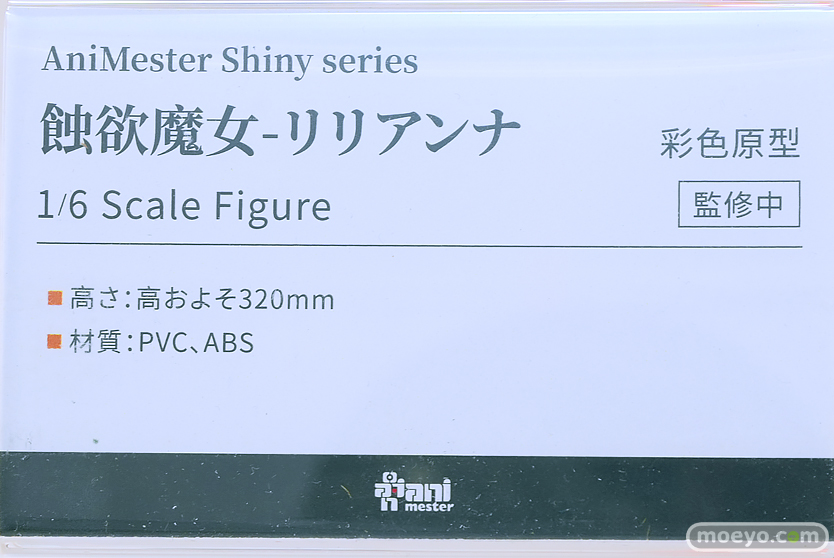 AniMester Shiny series
蝕欲魔女-リリアンナ
彩色原型
1/6 Scale Figure
監修中
高さ:高およそ320mm
材質:PVC、ABS
ani
mester
moeyo.com